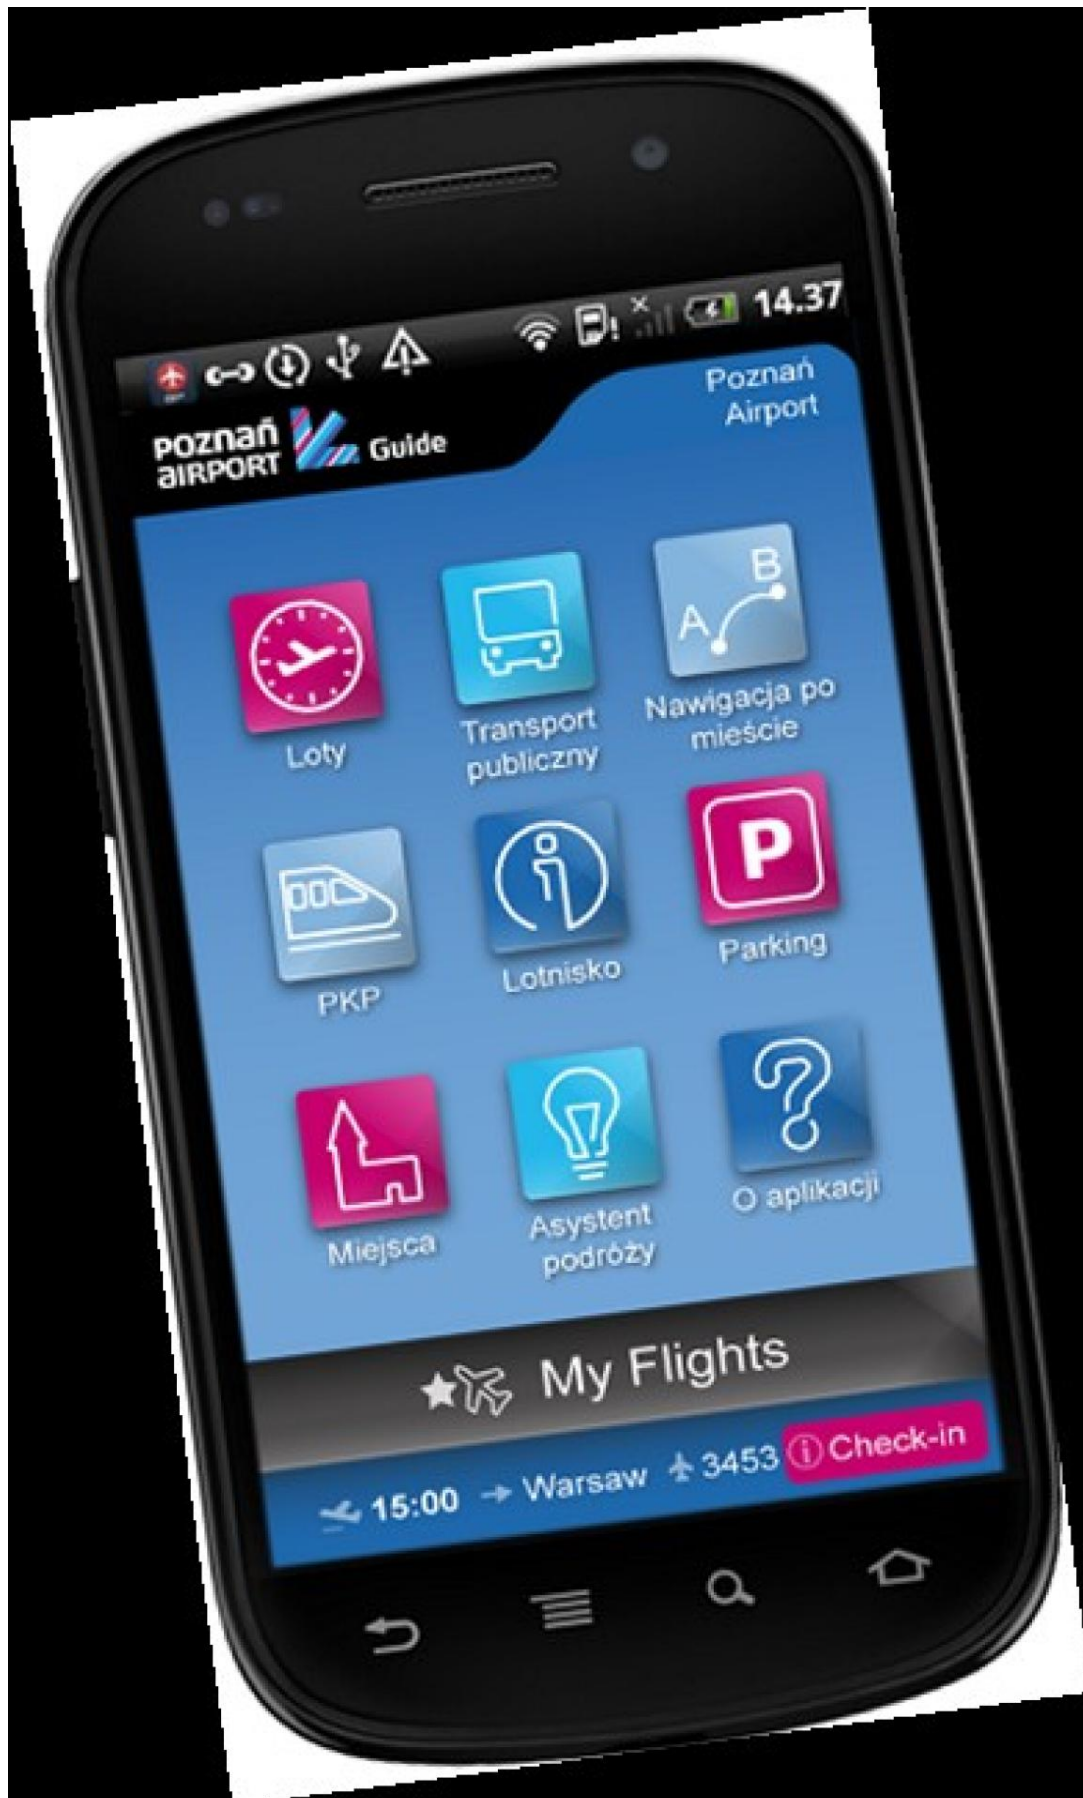 14.37
POZnań
aIRPORT
Guide
Poznań
Airport
A B
Loty
Transport
publiczny
Nawigacja po
mieście
PKP
Lotnisko
P
Parking
Miejsca
Asystent
podróży
O aplikacji
My Flights
15:00 → Warsaw 3453 Check-in